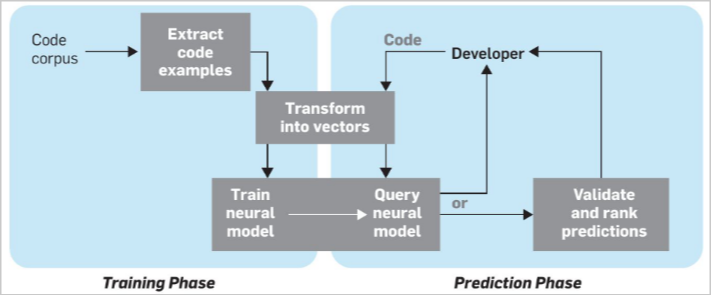 Code
corpus
Extract
code
examples
Code
Developer
Transform
into vectors
Train
neural
model
Query
neural
model
or
Validate
and rank
predictions
Training Phase
Prediction Phase